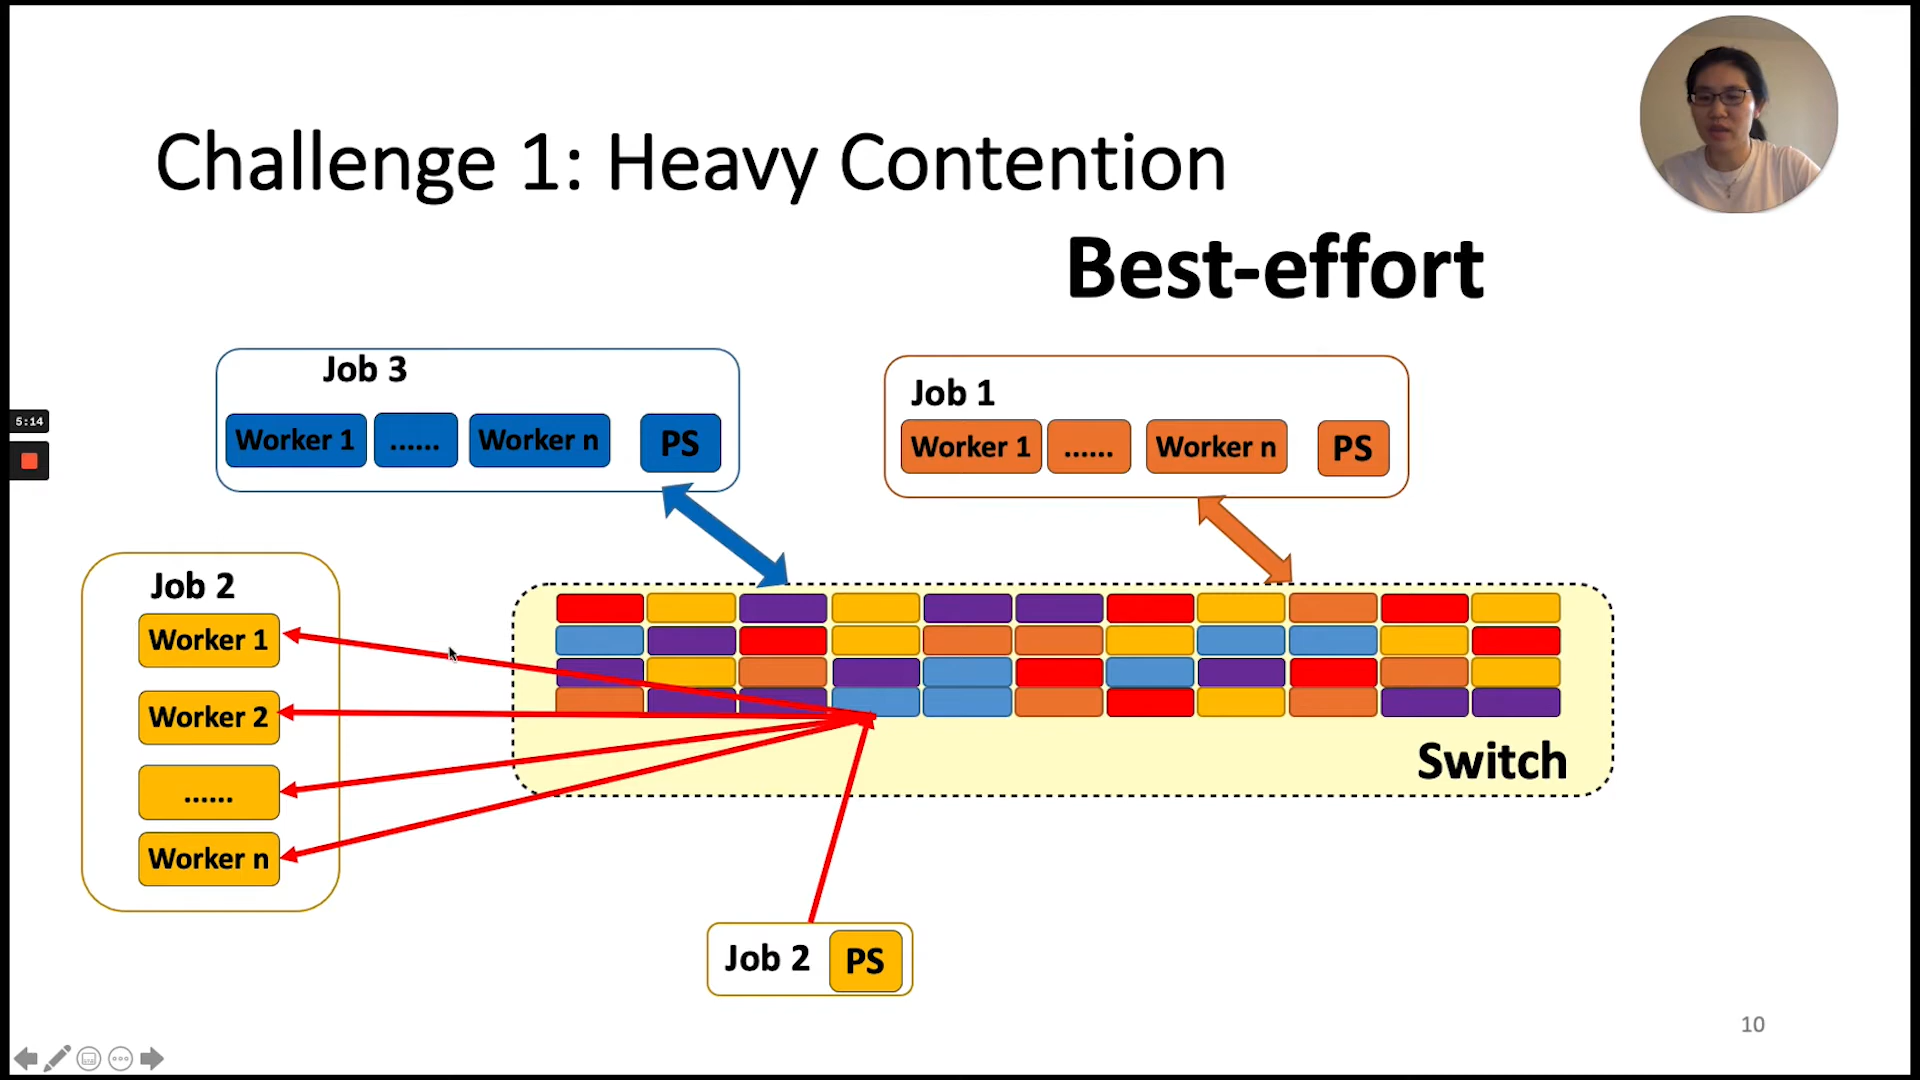 Challenge 1: Heavy Contention
Best-effort
Job 3
Worker 1 ...... Worker n PS
Job 1
Worker 1 ...... Worker n PS
5:14
Job 2
Worker 1
Worker 2
......
Worker n
Switch
Job 2 PS
10